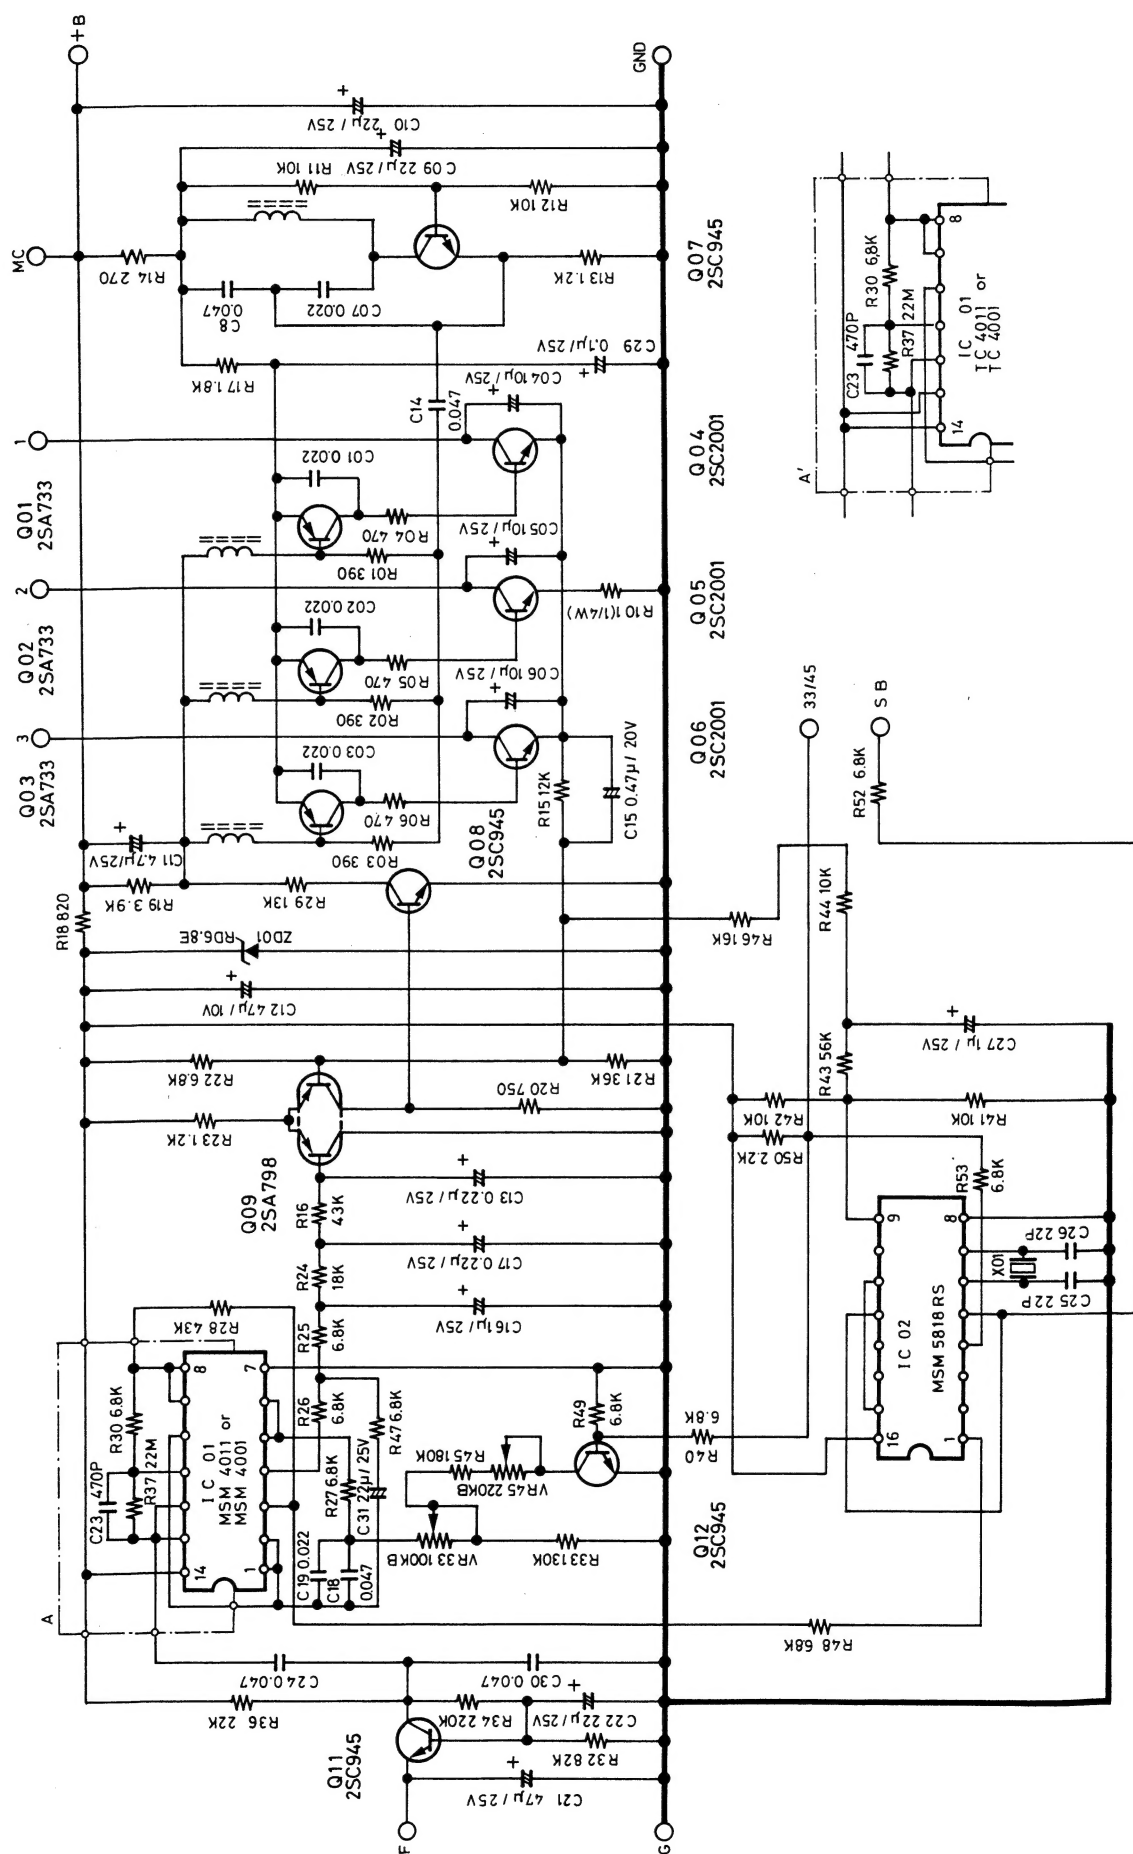 MC
+B
R14 270
C8
0.047
C07 0.022
R11 10K
C09 22µ/25V
C10 22µ/25V
R12 10K
R13 1.2K
GND
Q07
2SC945
R17 1.8K
C29 0.1µ/25V
C14
0.047
C04 10µ/25V
1
Q01
2SA733
C01 0.022
R04 470
R01 390
C05 10µ/25V
Q04
2SC2001
2
Q02
2SA733
C02 0.022
R05 470
R02 390
C06 10µ/25V
R10 1(1/4W)
Q05
2SC2001
3
Q03
2SA733
C03 0.022
R06 470
R03 390
Q06
2SC2001
C11 4.7µ/25V
R18 820
R19 3.9K
R29 13K
Q08
2SC945
R15 12K
C15 0.47µ/20V
ZD01
RD6.8E
C12 47µ/10V
R22 6.8K
R23 1.2K
R20 750
R21 36K
Q09
2SA798
R16
43K
C13 0.22µ/25V
R24
18K
C17 0.22µ/25V
R25
6.8K
C16 1µ/25V
R28 43K
A
R30 6.8K
R37 22M
C23 470P
14
8
IC 01
MSM 4011 or
MSM 4001
1
7
R26
6.8K
R47 6.8K
R27 6.8K
C31 22µ/25V
C19 0.022
C18
0.047
R45 180K
VR45 220KB
VR33 100KB
R33 130K
R49
6.8K
Q12
2SC945
R40
6.8K
C24 0.047
C30 0.047
R36 22K
R34 220K
C22 22µ/25V
R32 82K
Q11
2SC945
C21 47µ/25V
F
G
R48 68K
33/45
S B
R52 6.8K
R46 16K
R44 10K
R43 56K
C27 1µ/25V
R42 10K
R41 10K
R50 2.2K
R53
6.8K
16
9
IC 02
MSM 5818RS
1
8
X01
C26 22P
C25 22P
A'
R30 6.8K
R37 22M
C23 470P
14
8
IC 01
TC 4011 or
TC 4001